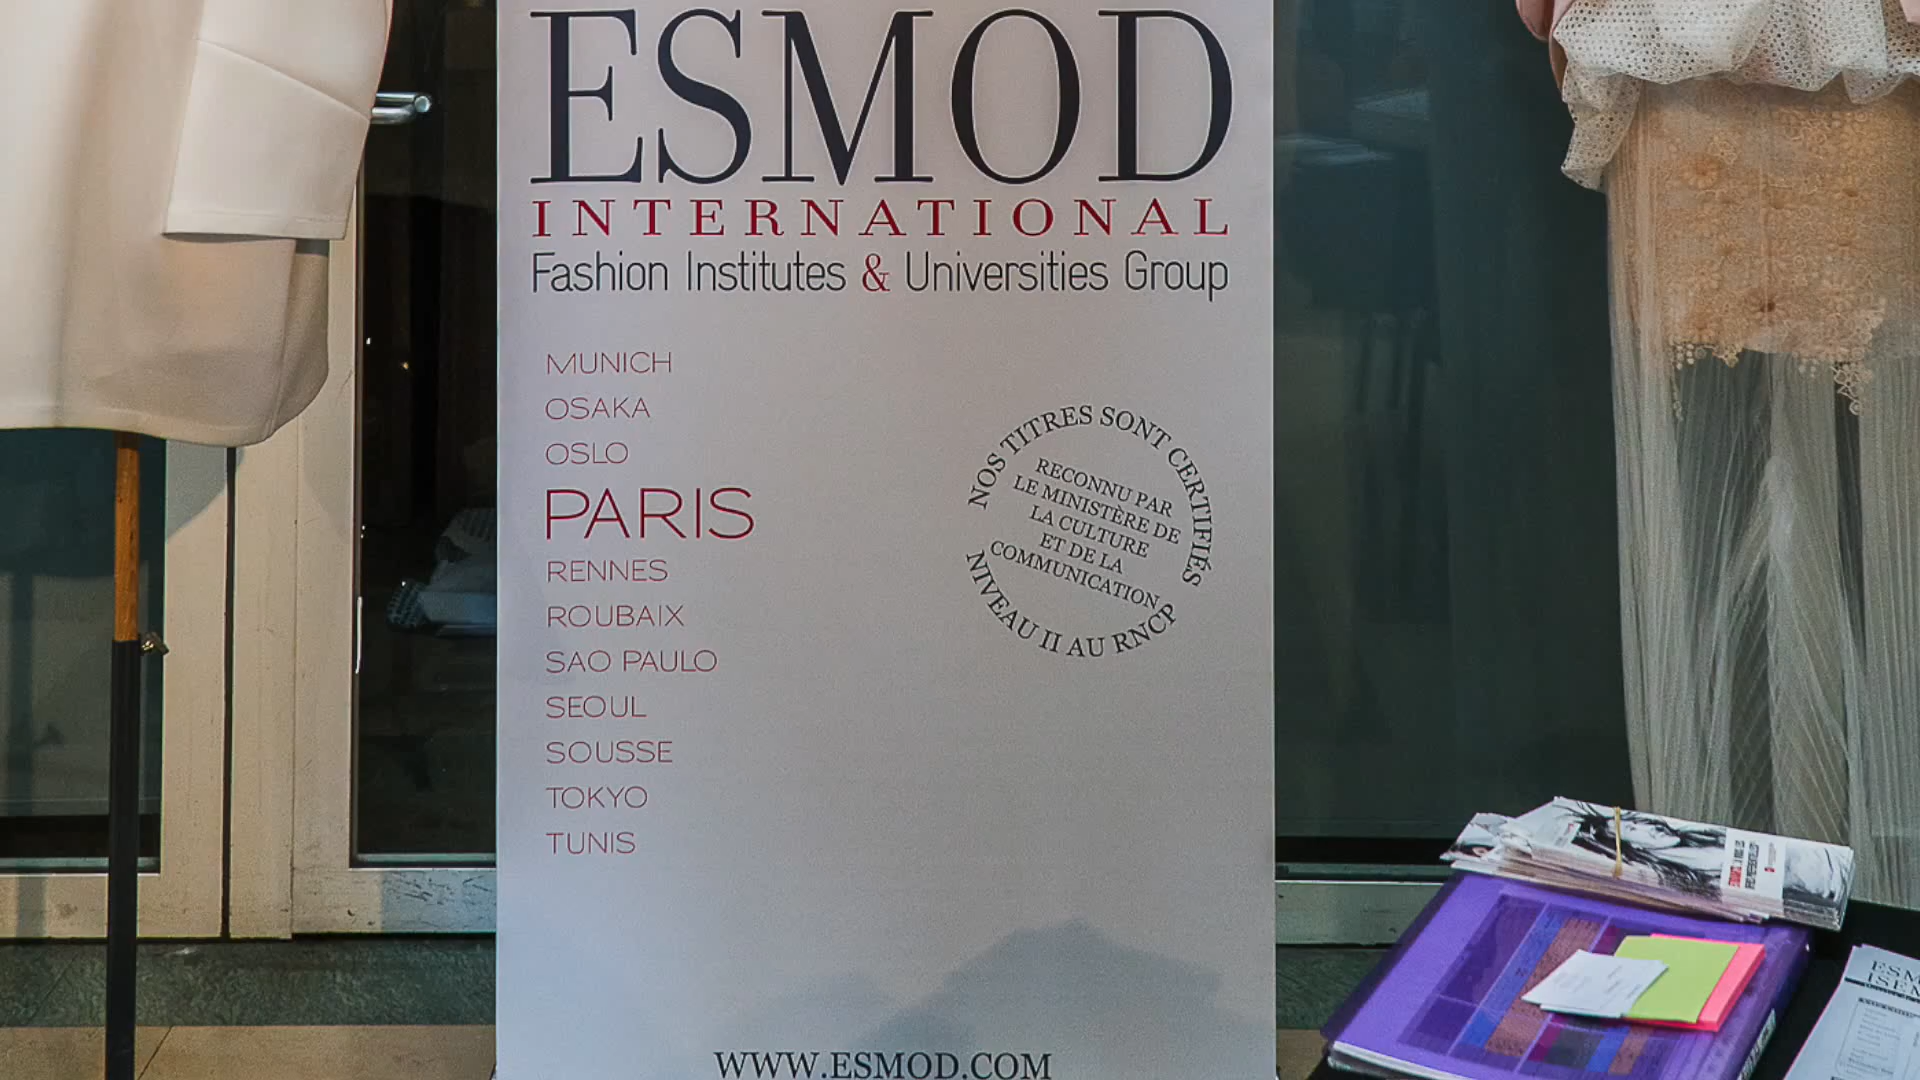 ESMOD
INTERNATIONAL
Fashion Institutes & Universities Group
MUNICH
OSAKA
OSLO
PARIS
RENNES
ROUBAIX
SAO PAULO
SEOUL
SOUSSE
TOKYO
TUNIS
NOS TITRES SONT CERTIFIÉS
RECONNU PAR
LE MINISTÈRE DE
LA CULTURE
ET DE LA
COMMUNICATION
NIVEAU II AU RNCP
WWW.ESMOD.COM